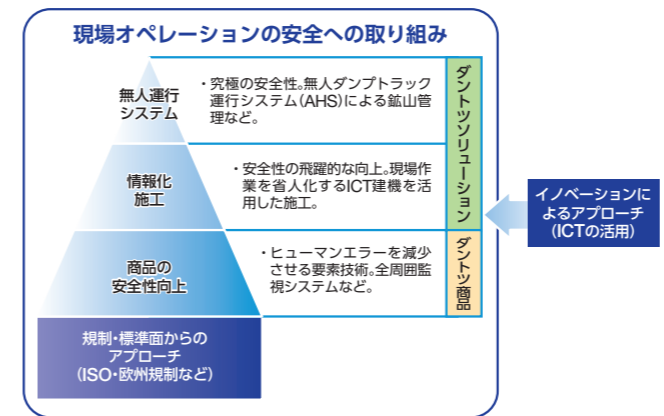 現場オペレーションの安全への取り組み
無人運行
システム
・究極の安全性。無人ダンプトラック
運行システム(AHS)による鉱山管
理など。
情報化
施工
・安全性の飛躍的な向上。現場作
業を省人化するICT建機を活
用した施工。
商品の
安全性向上
・ヒューマンエラーを減少
させる要素技術。全周囲監
視システムなど。
規制・標準面からの
アプローチ
(ISO・欧州規制など)
ダントツソリューション
ダントツ商品
イノベーションに
よるアプローチ
(ICTの活用)